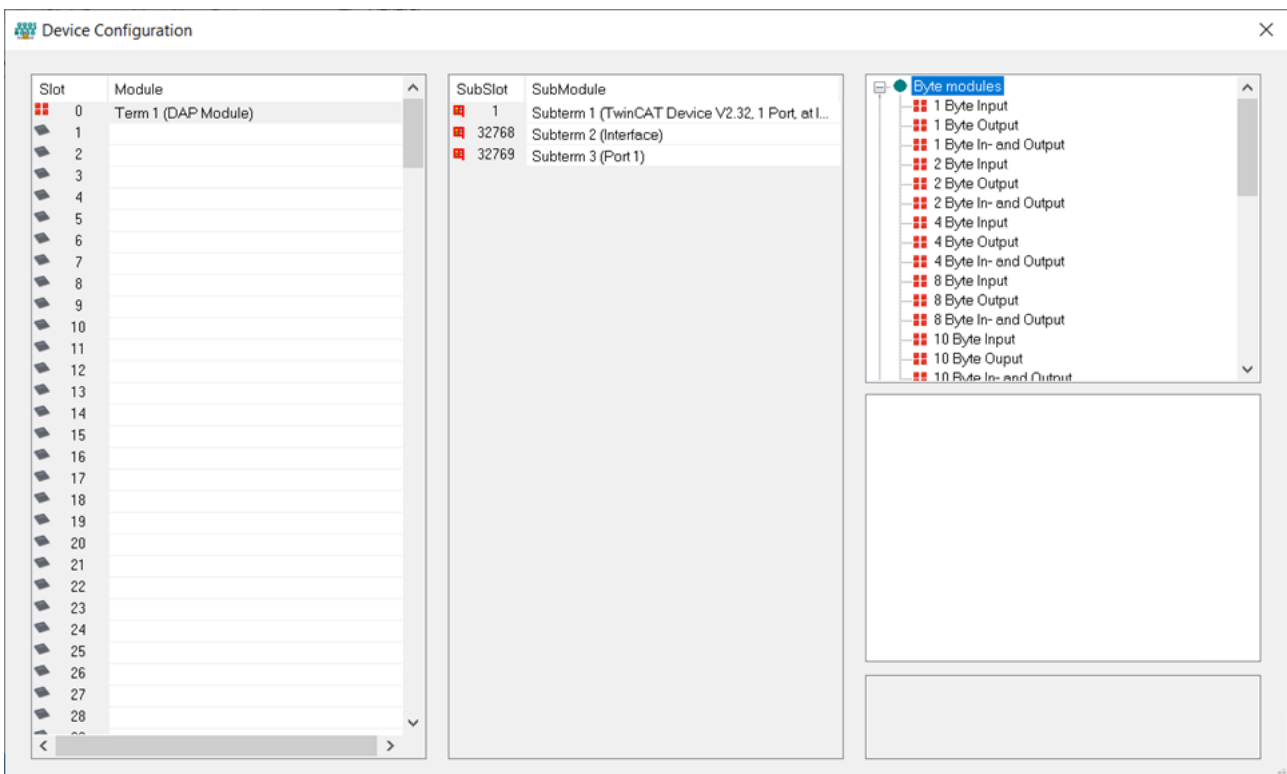 Device Configuration
Slot Module
0 Term 1 (DAP Module)
1
2
3
4
5
6
7
8
9
10
11
12
13
14
15
16
17
18
19
20
21
22
23
24
25
26
27
28
SubSlot SubModule
1 Subterm 1 (TwinCAT Device V2.32, 1 Port, at I...
32768 Subterm 2 (Interface)
32769 Subterm 3 (Port 1)
Byte modules
1 Byte Input
1 Byte Output
1 Byte In- and Output
2 Byte Input
2 Byte Output
2 Byte In- and Output
4 Byte Input
4 Byte Output
4 Byte In- and Output
8 Byte Input
8 Byte Output
8 Byte In- and Output
10 Byte Input
10 Byte Ouput
10 Byte In- and Output